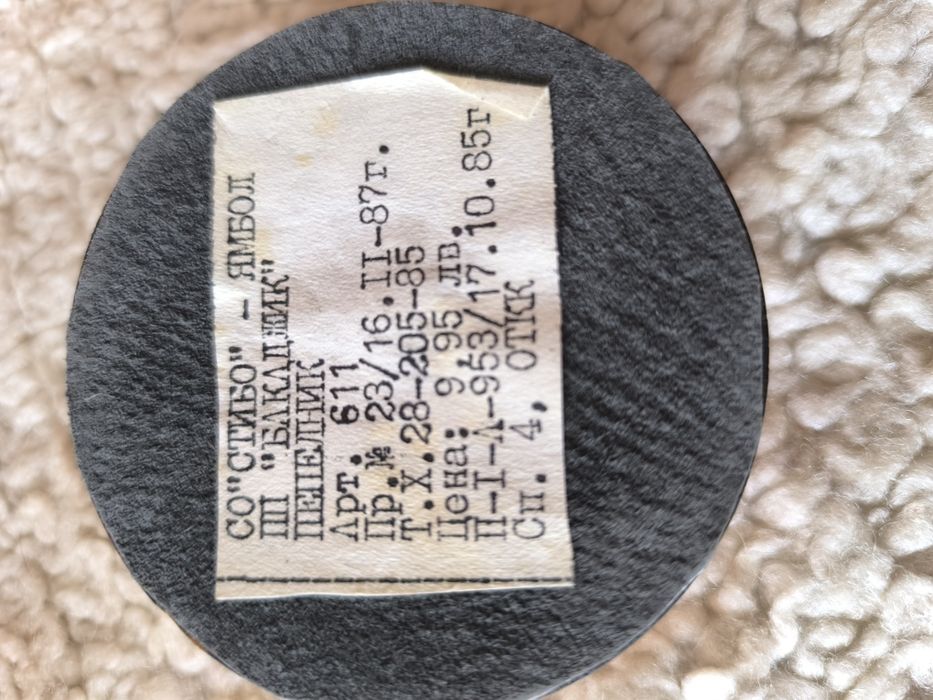 СО"СТИБО" - ЯМБОЛ
ПП "БАКАДЖИК"
ПЕПЕЛНИК
Арт. 611
Пр.№ 23/16.II-87г.
Т.Х.28-205-85
Цена: 9,95 лв.
Н-I-А-953/17.10.85г
Сп. 4, ОТКК